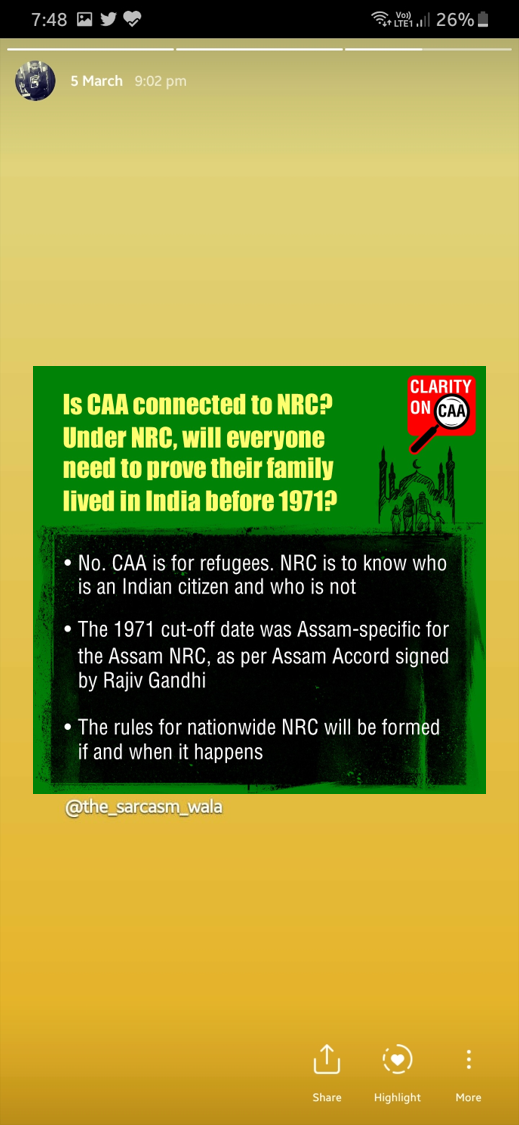 7:48
Vo)) LTE1 26%
5 March 9:02 pm
CLARITY
ON CAA
Is CAA connected to NRC?
Under NRC, will everyone
need to prove their family
lived in India before 1971?
• No. CAA is for refugees. NRC is to know who
is an Indian citizen and who is not
• The 1971 cut-off date was Assam-specific for
the Assam NRC, as per Assam Accord signed
by Rajiv Gandhi
• The rules for nationwide NRC will be formed
if and when it happens
@the_sarcasm_wala
Share Highlight More